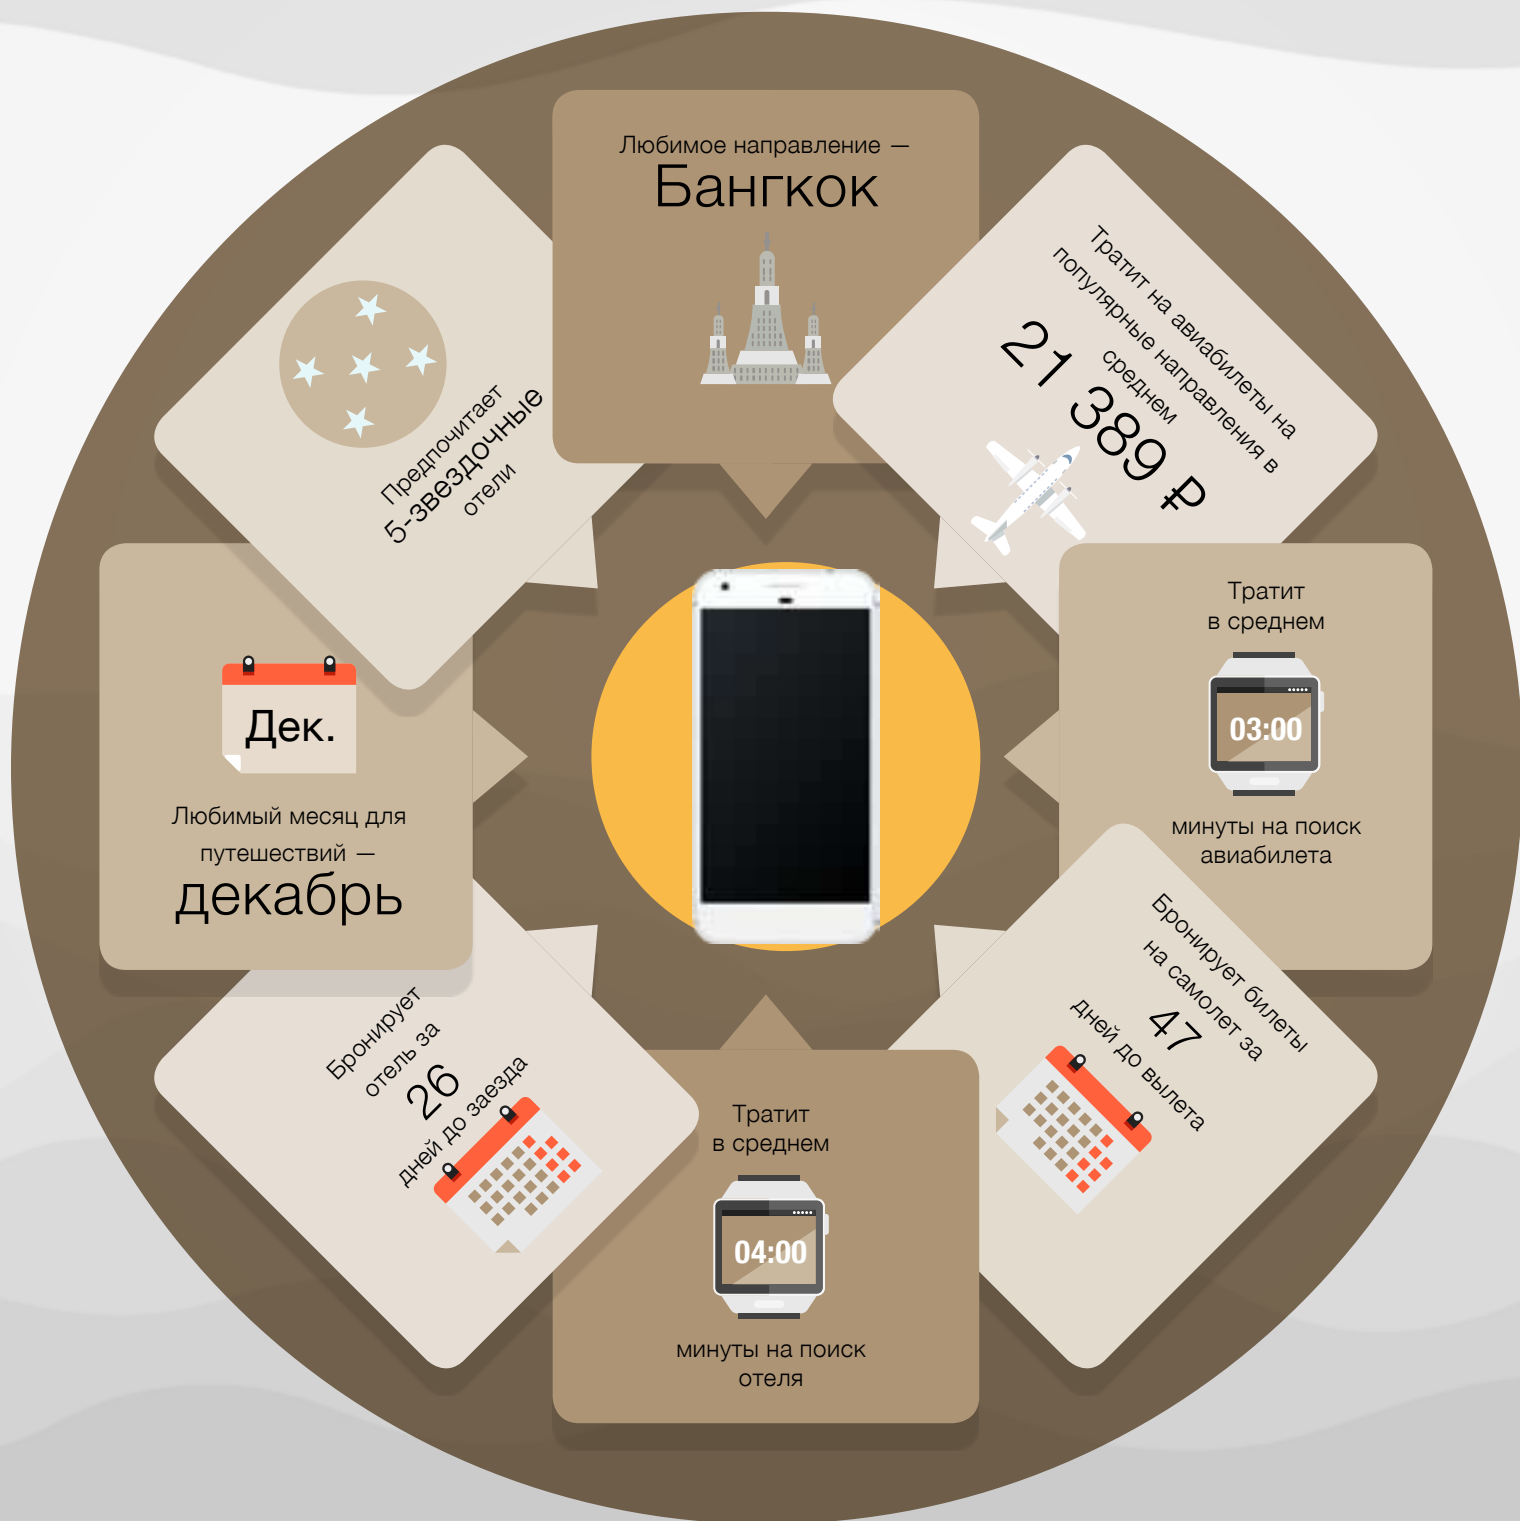 Любимое направление —
Бангкок
Тратит на авиабилеты на
популярные направления в
среднем
21 389 ₽
Тратит
в среднем
03:00
минуты на поиск
авиабилета
Бронирует билеты
на самолет за
47
дней до вылета
Тратит
в среднем
04:00
минуты на поиск
отеля
Бронирует
отель за
26
дней до заезда
Дек.
Любимый месяц для
путешествий —
декабрь
Предпочитает
5-звездочные
отели